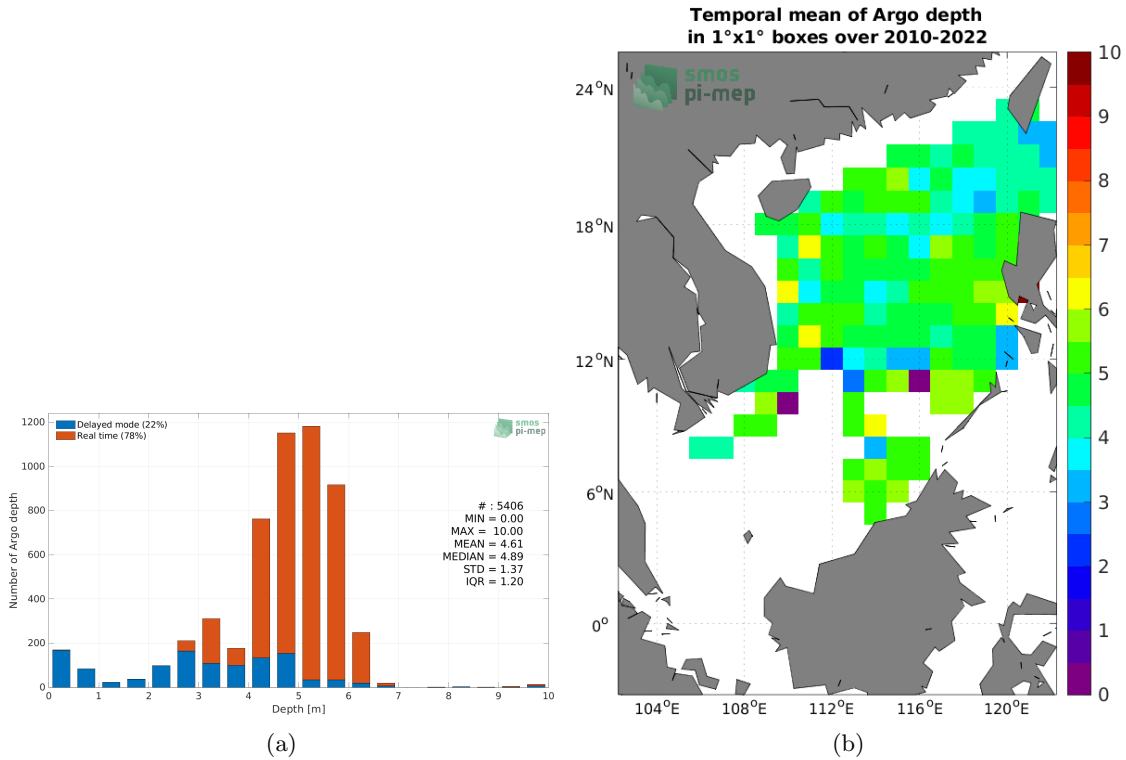 Temporal mean of Argo depth
in 1°x1° boxes over 2010-2022
smos
pi-mep
24°N
18°N
12°N
6°N
0°
104°E
108°E
112°E
116°E
120°E
10
9
8
7
6
5
4
3
2
1
0
(b)
Delayed mode (22%)
Real time (78%)
smos
pi-mep
# : 5406
MIN = 0.00
MAX = 10.00
MEAN = 4.61
MEDIAN = 4.89
STD = 1.37
IQR = 1.20
Number of Argo depth
1200
1000
800
600
400
200
0
0 1 2 3 4 5 6 7 8 9 10
Depth [m]
(a)